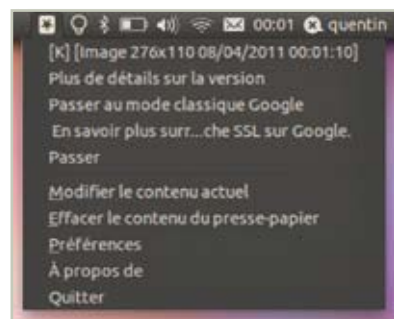 00:01 quentin
[K] [Image 276x110 08/04/2011 00:01:10]
Plus de détails sur la version
Passer au mode classique Google
En savoir plus surr...che SSL sur Google.
Passer
Modifier le contenu actuel
Effacer le contenu du presse-papier
Préférences
À propos de
Quitter